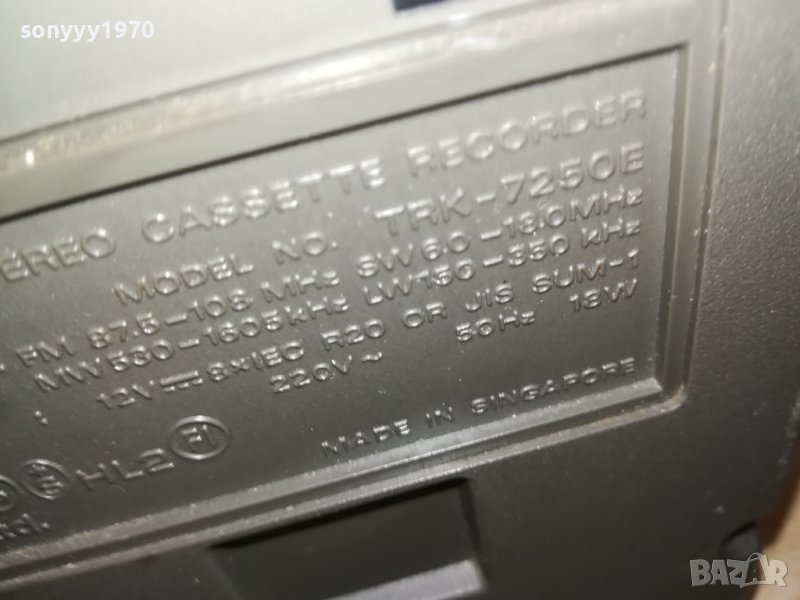 sonyyy1970
CASSETTE RECORDER
MODEL NO. TRK-7250E
FM 87.5-108 MHz SW 6.0-18.0MHz
MW 530-1605kHz LW 150-350 kHz
12V 8×IEC R20 OR JIS SUM-1
220V~ 50Hz 18W
MADE IN SINGAPORE
HL2 FI
BAZAR